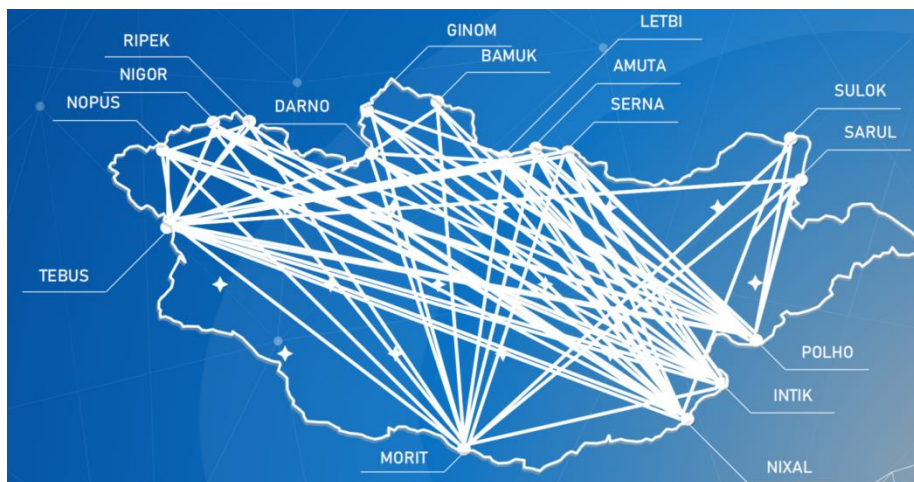 LETBI
GINOM
RIPEK
BAMUK
AMUTA
NIGOR
SULOK
NOPUS
DARNO
SERNA
SARUL
TEBUS
POLHO
INTIK
MORIT
NIXAL